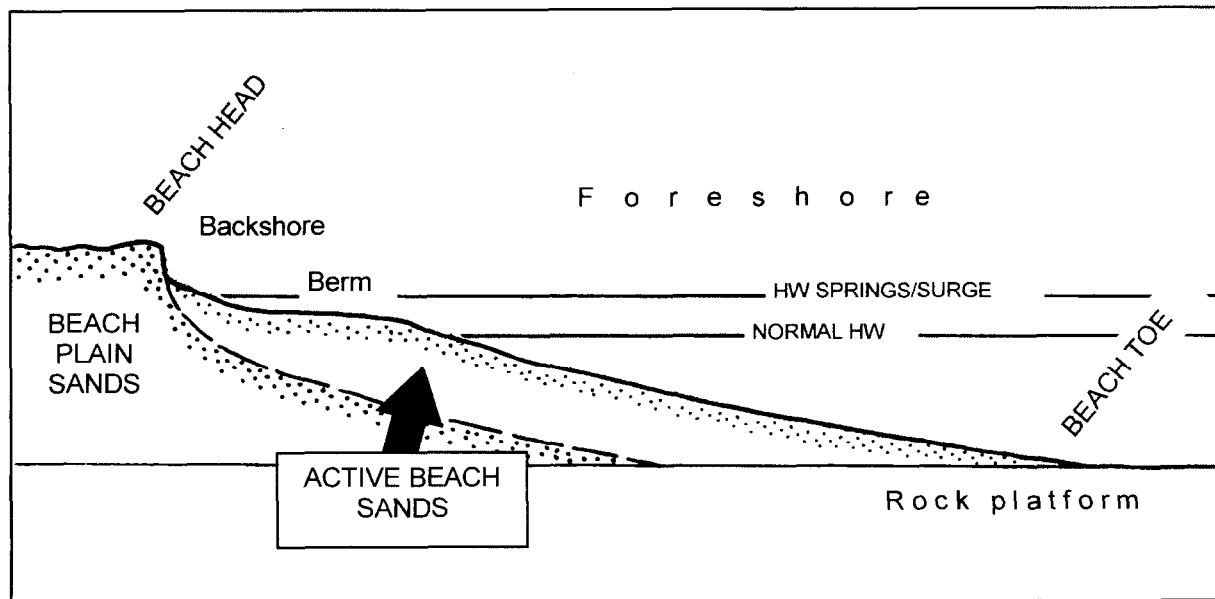 BEACH HEAD
Foreshore
Backshore
Berm
HW SPRINGS/SURGE
NORMAL HW
BEACH
PLAIN
SANDS
BEACH TOE
ACTIVE BEACH
SANDS
Rock platform